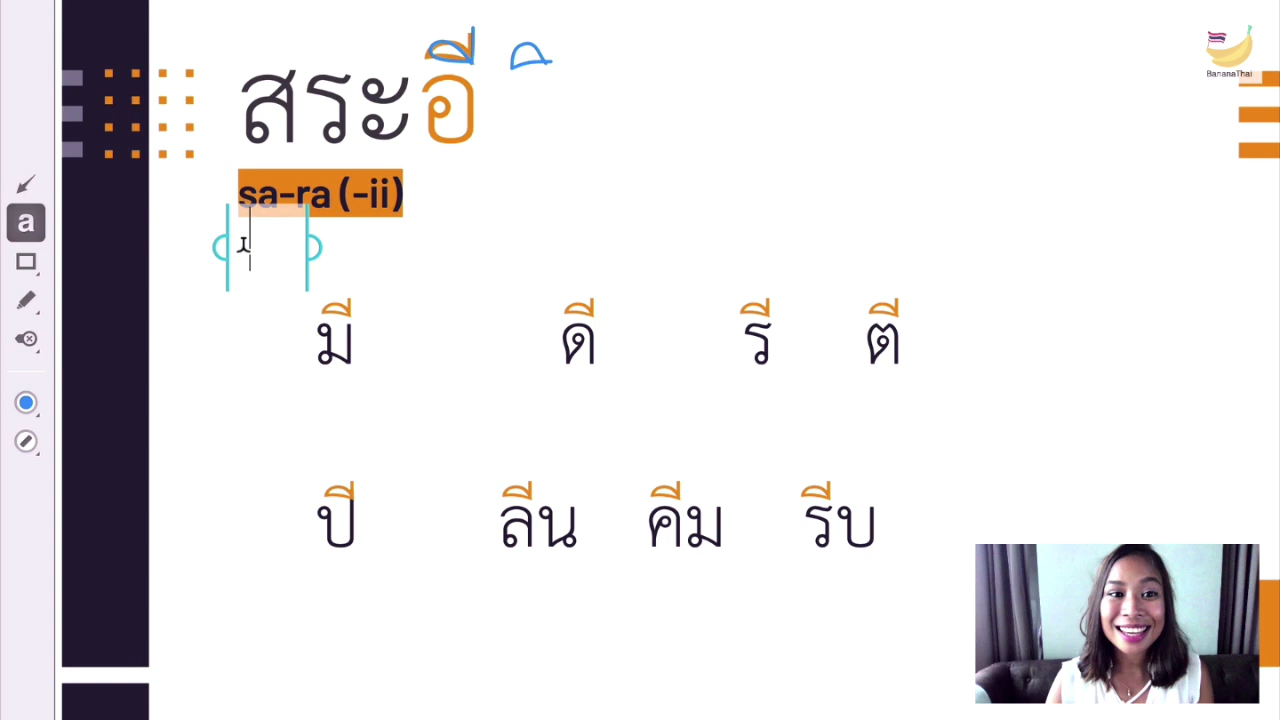 สระอี
BananaThai
sa-ra (-ii)
a
มี ดี รี ตี
ปี ลีน คีม รีบ